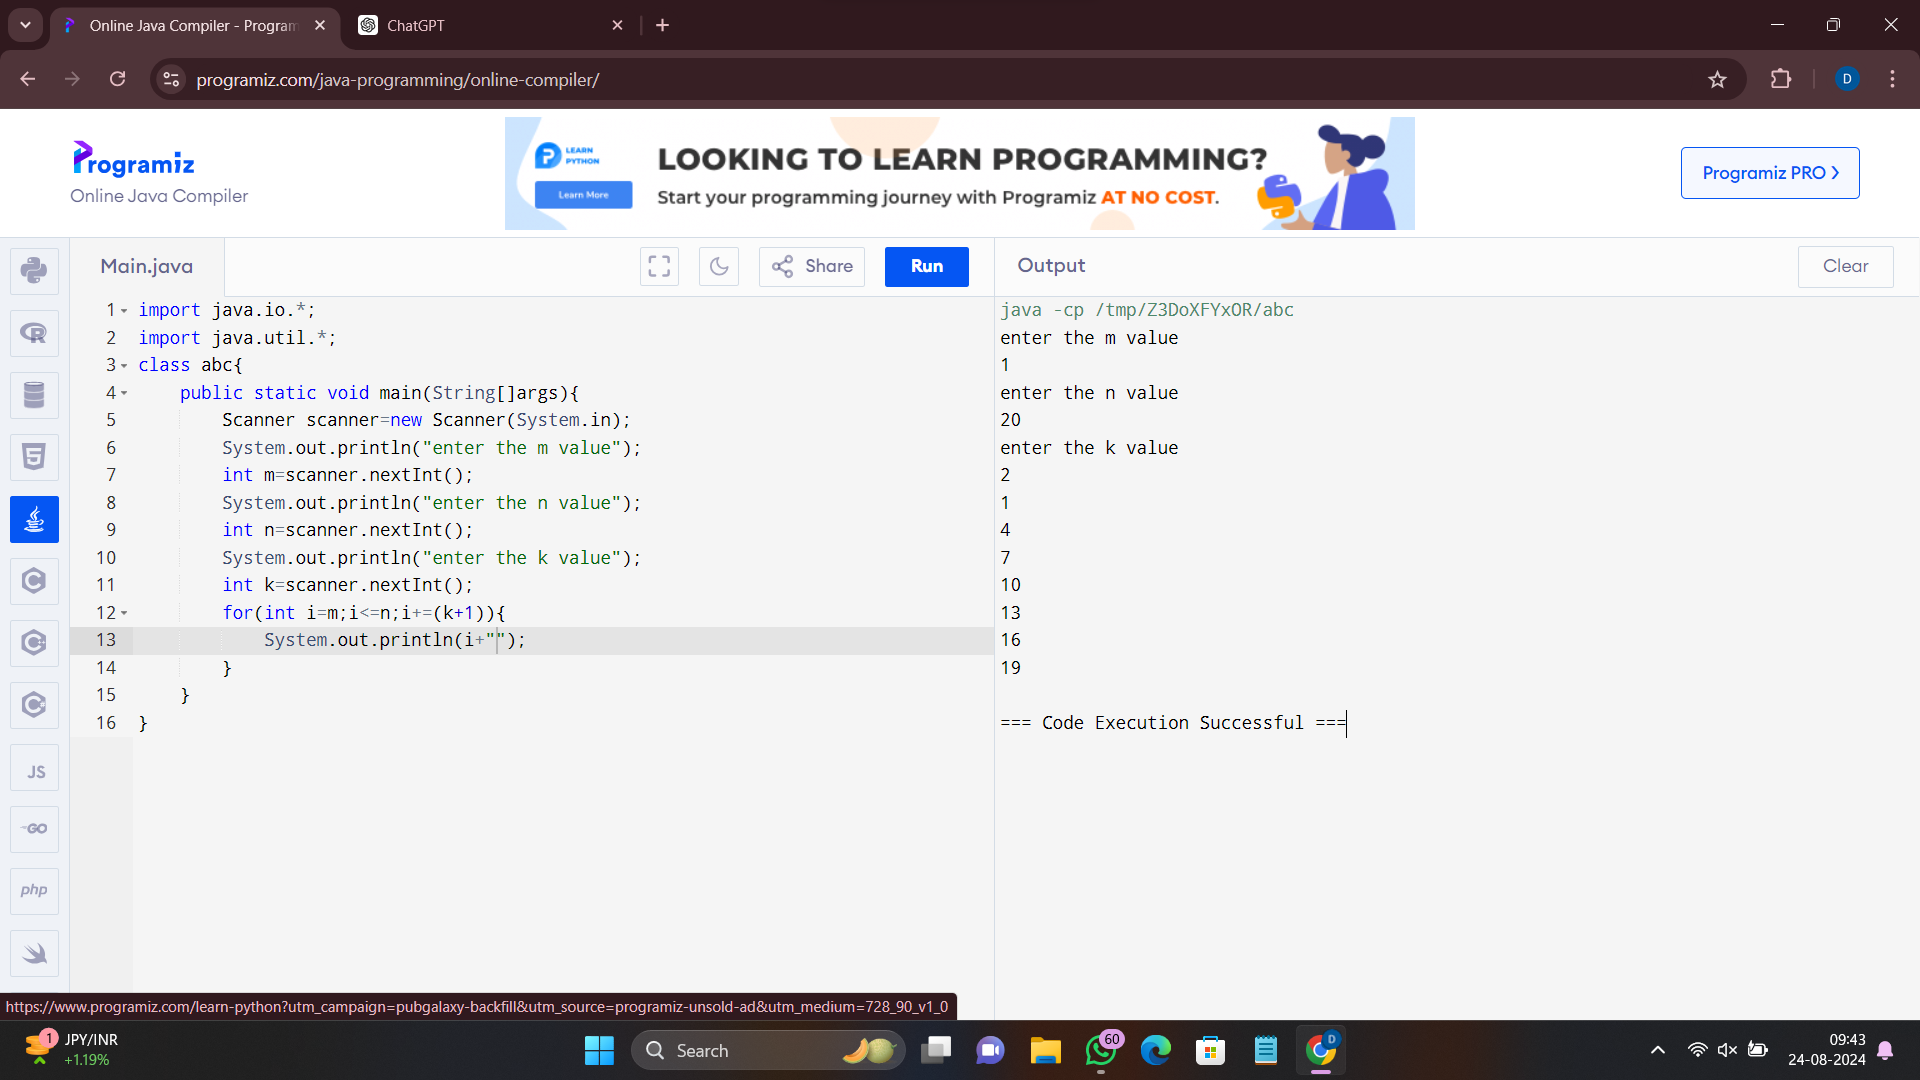 Online Java Compiler - Program
ChatGPT
programiz.com/java-programming/online-compiler/
D
Programiz
Online Java Compiler
LEARN
PYTHON
Learn More
LOOKING TO LEARN PROGRAMMING?
Start your programming journey with Programiz AT NO COST.
Programiz PRO
Main.java
Share
Run
Output
Clear
1 import java.io.*;
2 import java.util.*;
3 class abc{
4 public static void main(String[]args){
5 Scanner scanner=new Scanner(System.in);
6 System.out.println("enter the m value");
7 int m=scanner.nextInt();
8 System.out.println("enter the n value");
9 int n=scanner.nextInt();
10 System.out.println("enter the k value");
11 int k=scanner.nextInt();
12 for(int i=m;i<=n;i+=(k+1)){
13 System.out.println(i+"");
14 }
15 }
16 }
java -cp /tmp/Z3DoXFYxOR/abc
enter the m value
1
enter the n value
20
enter the k value
2
1
4
7
10
13
16
19
=== Code Execution Successful ===
R
5
C
C
C
JS
GO
php
https://www.programiz.com/learn-python?utm_campaign=pubgalaxy-backfill&utm_source=programiz-unsold-ad&utm_medium=728_90_v1_0
1
JPY/INR
+1.19%
Search
60
D
09:43
24-08-2024